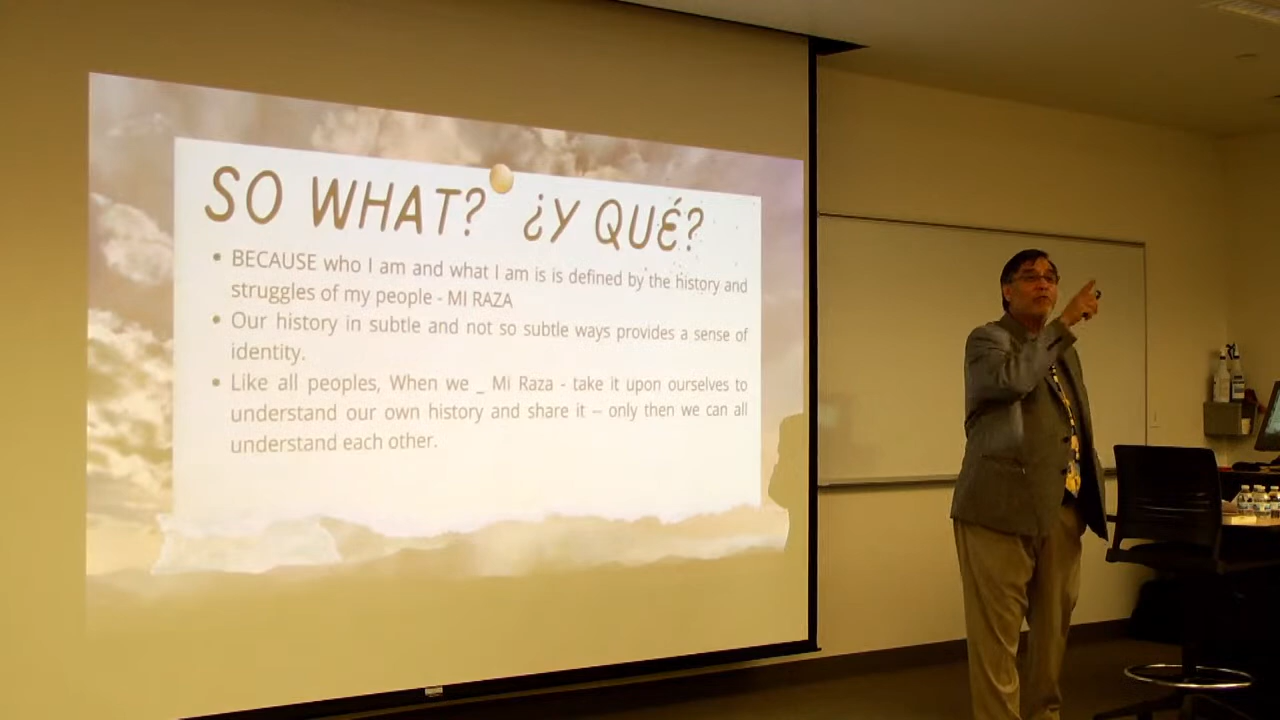 SO WHAT? ¿Y QUÉ?
• BECAUSE who I am and what I am is is defined by the history and
struggles of my people - MI RAZA
• Our history in subtle and not so subtle ways provides a sense of
identity.
• Like all peoples, When we _ Mi Raza - take it upon ourselves to
understand our own history and share it – only then we can all
understand each other.